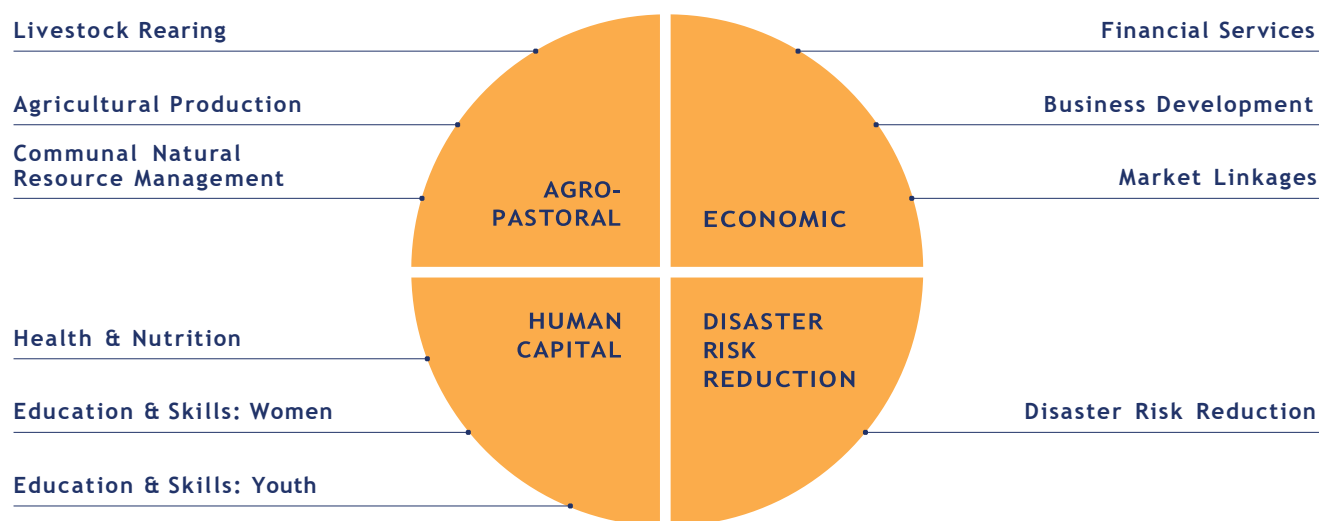 Livestock Rearing
Agricultural Production
Communal Natural
Resource Management
AGRO-
PASTORAL
Financial Services
Business Development
Market Linkages
ECONOMIC
Health & Nutrition
Education & Skills: Women
Education & Skills: Youth
HUMAN
CAPITAL
DISASTER
RISK
REDUCTION
Disaster Risk Reduction